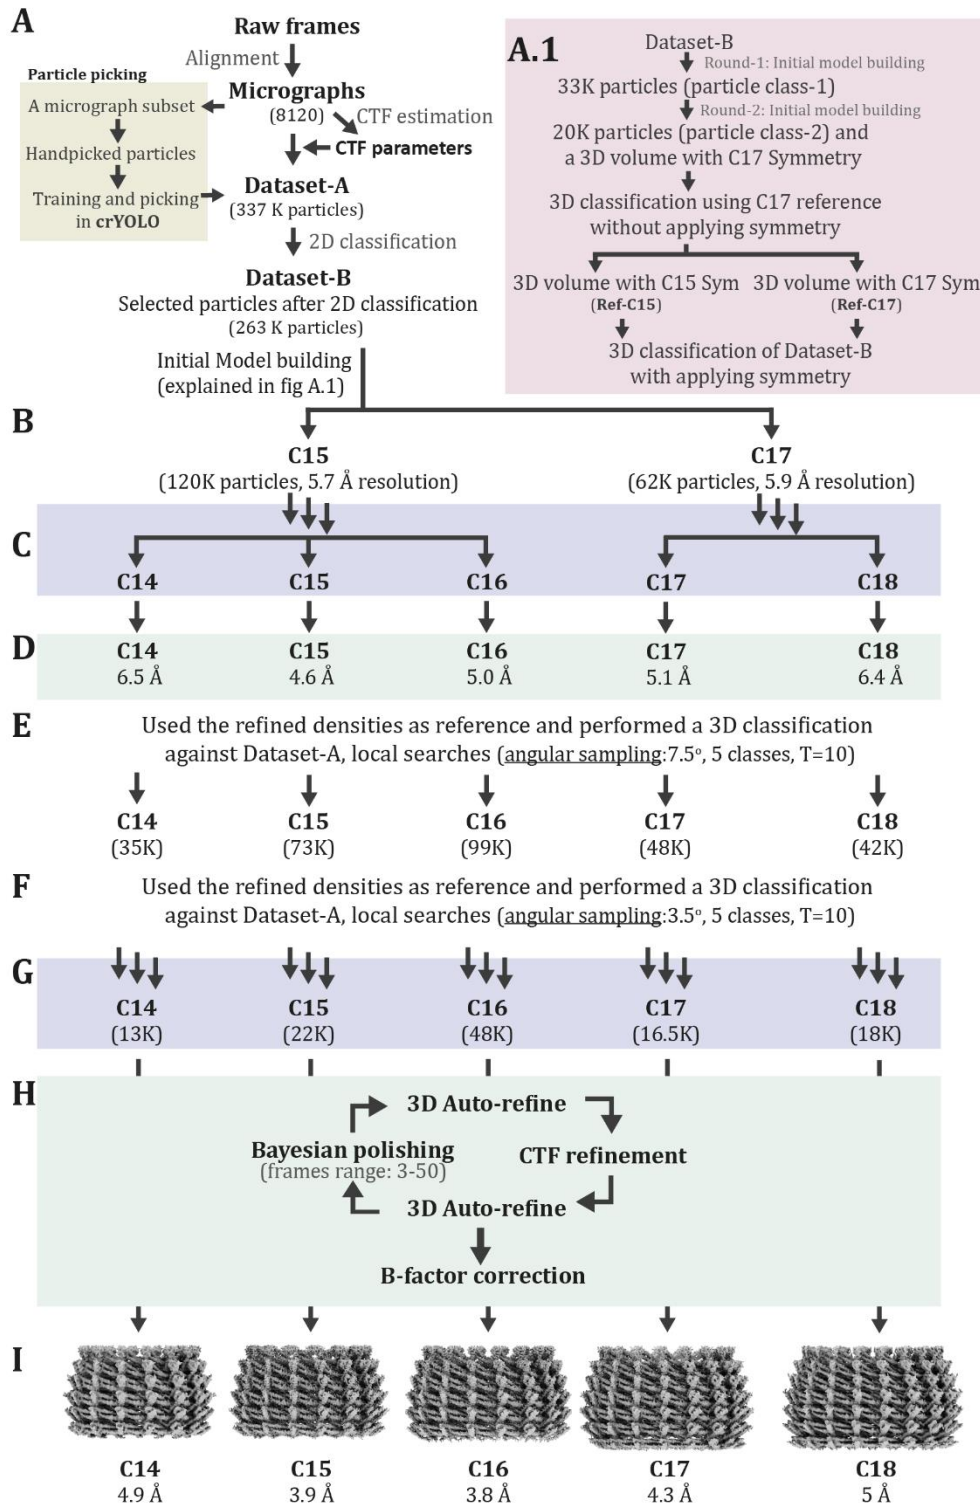 A
Raw frames
Alignment
Particle picking
A micrograph subset
Handpicked particles
Training and picking
in crYOLO
Micrographs
(8120)
CTF estimation
CTF parameters
Dataset-A
(337 K particles)
2D classification
Dataset-B
Selected particles after 2D classification
(263 K particles)
Initial Model building
(explained in fig A.1)
A.1
Dataset-B
Round-1: Initial model building
33K particles (particle class-1)
Round-2: Initial model building
20K particles (particle class-2) and
a 3D volume with C17 Symmetry
3D classification using C17 reference
without applying symmetry
3D volume with C15 Sym
(Ref-C15)
3D volume with C17 Sym
(Ref-C17)
3D classification of Dataset-B
with applying symmetry
B
C15
(120K particles, 5.7 Å resolution)
C17
(62K particles, 5.9 Å resolution)
C
C14 C15 C16 C17 C18
D
C14 C15 C16 C17 C18
6.5 Å 4.6 Å 5.0 Å 5.1 Å 6.4 Å
E
Used the refined densities as reference and performed a 3D classification
against Dataset-A, local searches (angular sampling:7.5º, 5 classes, T=10)
C14 C15 C16 C17 C18
(35K) (73K) (99K) (48K) (42K)
F
Used the refined densities as reference and performed a 3D classification
against Dataset-A, local searches (angular sampling:3.5º, 5 classes, T=10)
G
C14 C15 C16 C17 C18
(13K) (22K) (48K) (16.5K) (18K)
H
3D Auto-refine
Bayesian polishing
(frames range: 3-50)
CTF refinement
3D Auto-refine
B-factor correction
I
C14 C15 C16 C17 C18
4.9 Å 3.9 Å 3.8 Å 4.3 Å 5 Å